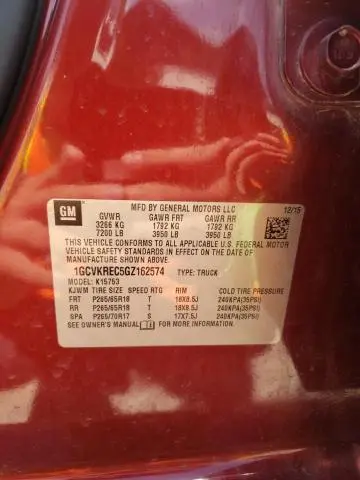 MFD BY GENERAL MOTORS LLC 12/15
GM GVWR GAWR FRT GAWR RR
3266 KG 1792 KG 1792 KG
7200 LB 3950 LB 3950 LB
THIS VEHICLE CONFORMS TO ALL APPLICABLE U.S. FEDERAL MOTOR
VEHICLE SAFETY STANDARDS IN EFFECT ON THE DATE OF
MANUFACTURE SHOWN ABOVE.
1GCVKREC5GZ162574 TYPE: TRUCK
MODEL: K15753
KJWM TIRE SIZE SPEED RTG RIM COLD TIRE PRESSURE
FRT P265/65R18 T 18X8.5J 240KPA(35PSI)
RR P265/65R18 T 18X8.5J 240KPA(35PSI)
SPA P265/70R17 S 17X7.5J 240KPA(35PSI)
SEE OWNER'S MANUAL FOR MORE INFORMATION.